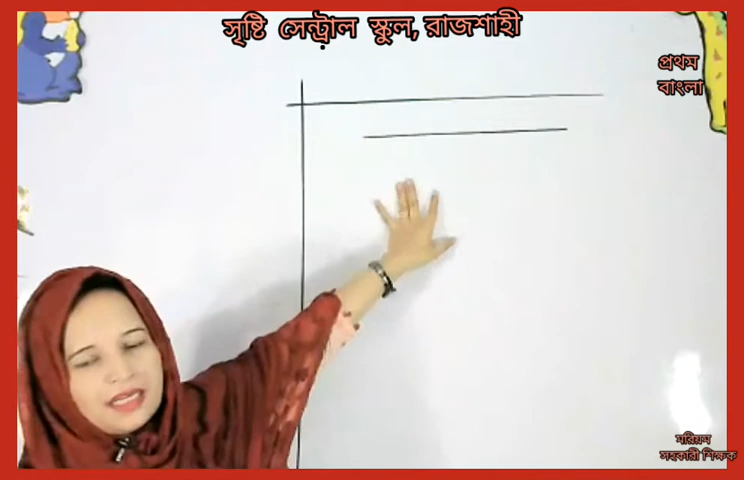 সৃষ্টি সেন্ট্রাল স্কুল, রাজশাহী
প্রথম
বাংলা
মরিয়ম
সহকারী শিক্ষক